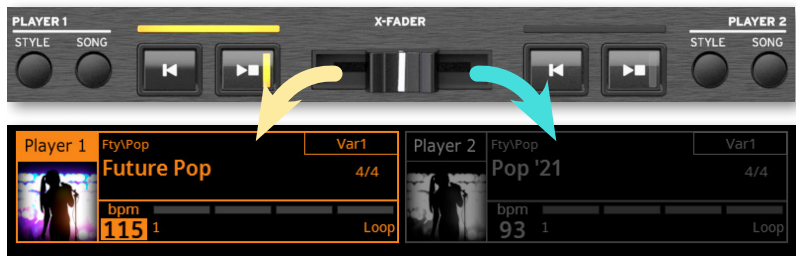 PLAYER 1
X-FADER
PLAYER 2
STYLE SONG
STYLE SONG
Player 1
Fty\Pop
Var1
Future Pop
4/4
bpm
115
1
Loop
Player 2
Fty\Pop
Var1
Pop '21
4/4
bpm
93
1
Loop